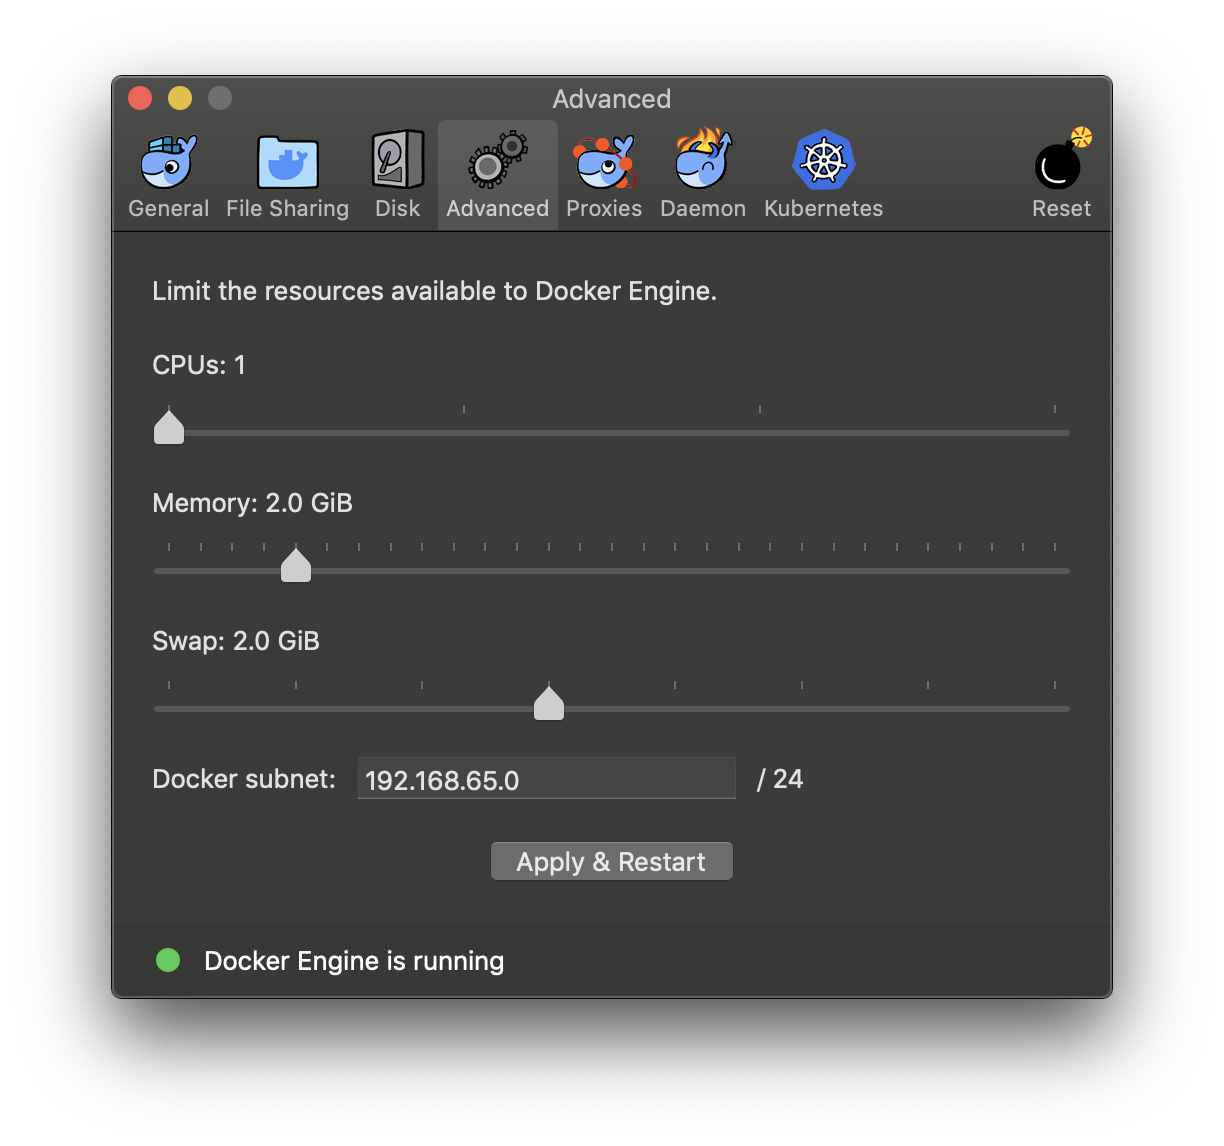 Advanced
General File Sharing Disk Advanced Proxies Daemon Kubernetes Reset
Limit the resources available to Docker Engine.
CPUs: 1
Memory: 2.0 GiB
Swap: 2.0 GiB
Docker subnet: 192.168.65.0 / 24
Apply & Restart
Docker Engine is running